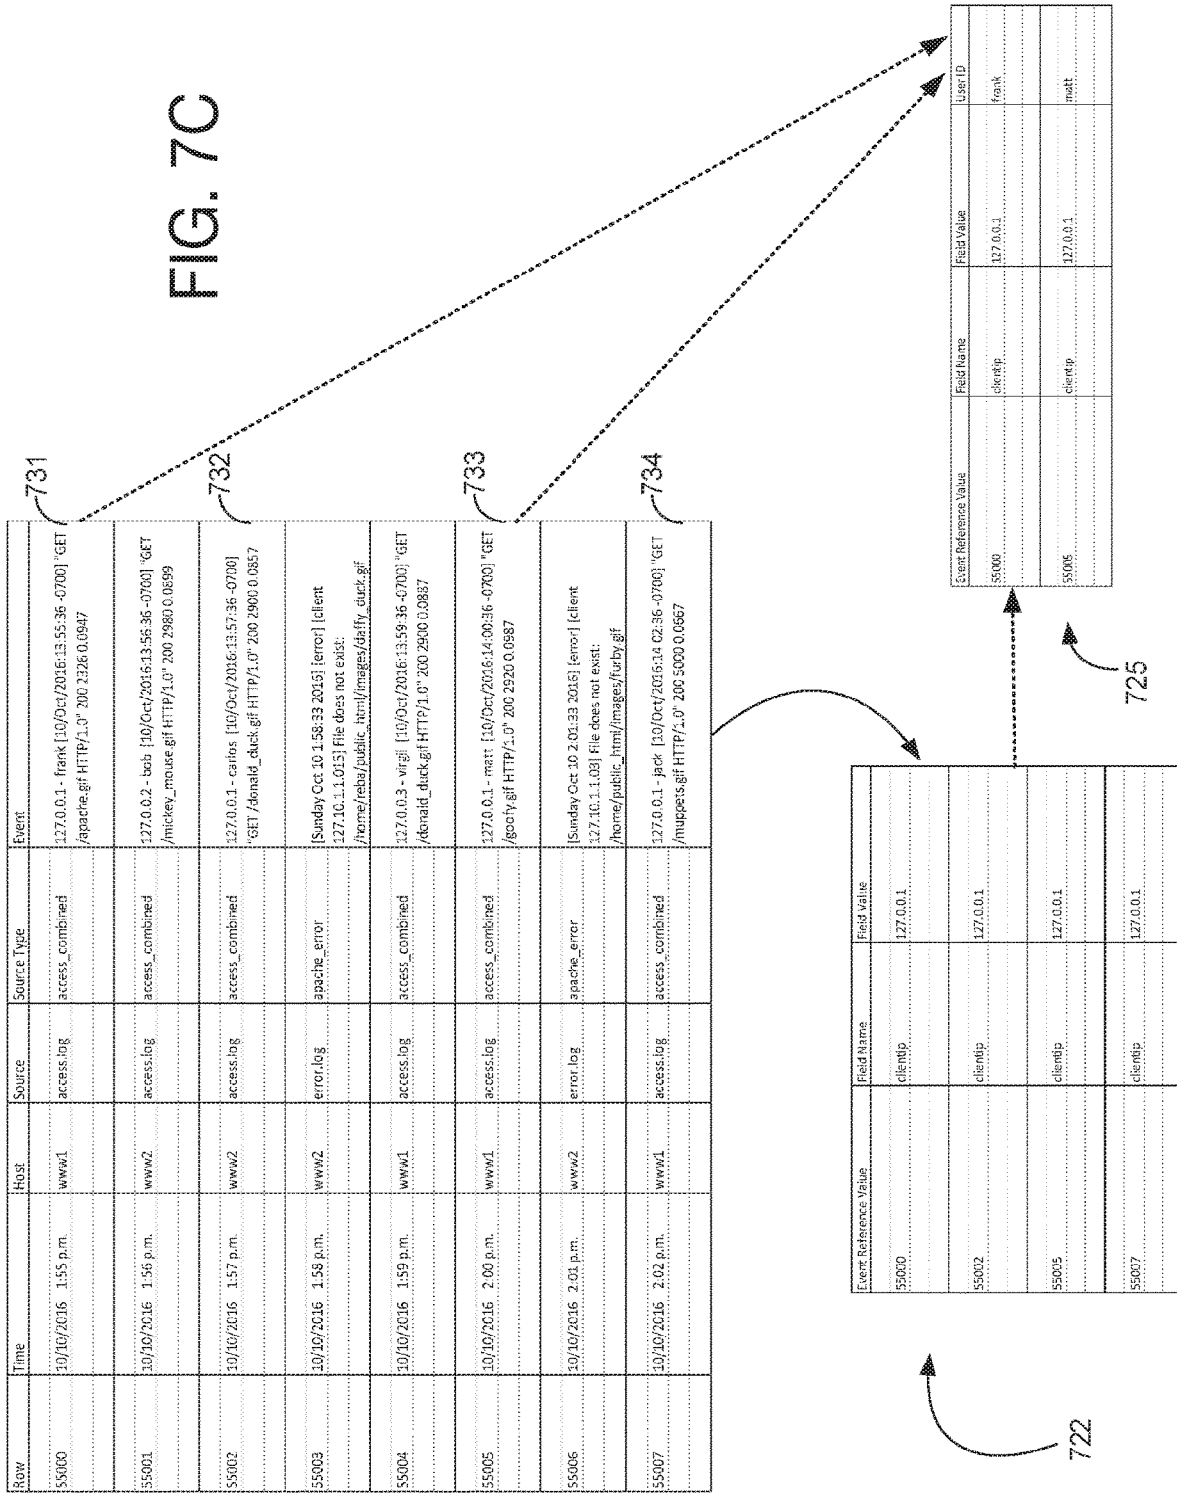 FIG. 7C
Row Time Host Source Source Type Event
55000 10/10/2016 1:55 p.m. www1 access.log access_combined 127.0.0.1 - frank [10/Oct/2016:13:55:36 -0700] "GET
/apache.gif HTTP/1.0" 200 2326 0.0947
731
55001 10/10/2016 1:56 p.m. www2 access.log access_combined 127.0.0.2 - bob [10/Oct/2016:13:56:36 -0700] "GET
/mickey_mouse.gif HTTP/1.0" 200 2980 0.0899
55002 10/10/2016 1:57 p.m. www2 access.log access_combined 127.0.0.1 - carlos [10/Oct/2016:13:57:36 -0700]
"GET /donald_duck.gif HTTP/1.0" 200 2900 0.0857
732
55003 10/10/2016 1:58 p.m. www2 error.log apache_error [Sunday Oct 10 1:58:33 2016] [error] [client
127.10.1.1.015] File does not exist:
/home/reba/public_html/images/daffy_duck.gif
55004 10/10/2016 1:59 p.m. www1 access.log access_combined 127.0.0.3 - virgil [10/Oct/2016:13:59:36 -0700] "GET
/donald_duck.gif HTTP/1.0" 200 2900
55005 10/10/2016 2:00 p.m. www1 access.log access_combined 127.0.0.1 - matt [10/Oct/2016:14:00:36 -0700] "GET
/goofy.gif HTTP/1.0" 200 2920 0.0987
733
55006 10/10/2016 2:01 p.m. www2 error.log apache_error [Sunday Oct 10 2:01:33 2016] [error] [client
127.10.1.1.03] File does not exist:
/home/public_html/images/furby.gif
55007 10/10/2016 2:02 p.m. www1 access.log access_combined 127.0.0.1 - jack [10/Oct/2016:14:02:36 -0700] "GET
/muppets.gif HTTP/1.0" 200 5000 0.0667
734
722
Event Reference Value Field Name Field Value
55000 clientip 127.0.0.1
55002 clientip 127.0.0.1
55005 clientip 127.0.0.1
55007 clientip 127.0.0.1
725
Event Reference Value Field Name Field Value User ID
55000 clientip 127.0.0.1 frank
55005 clientip 127.0.0.1 matt